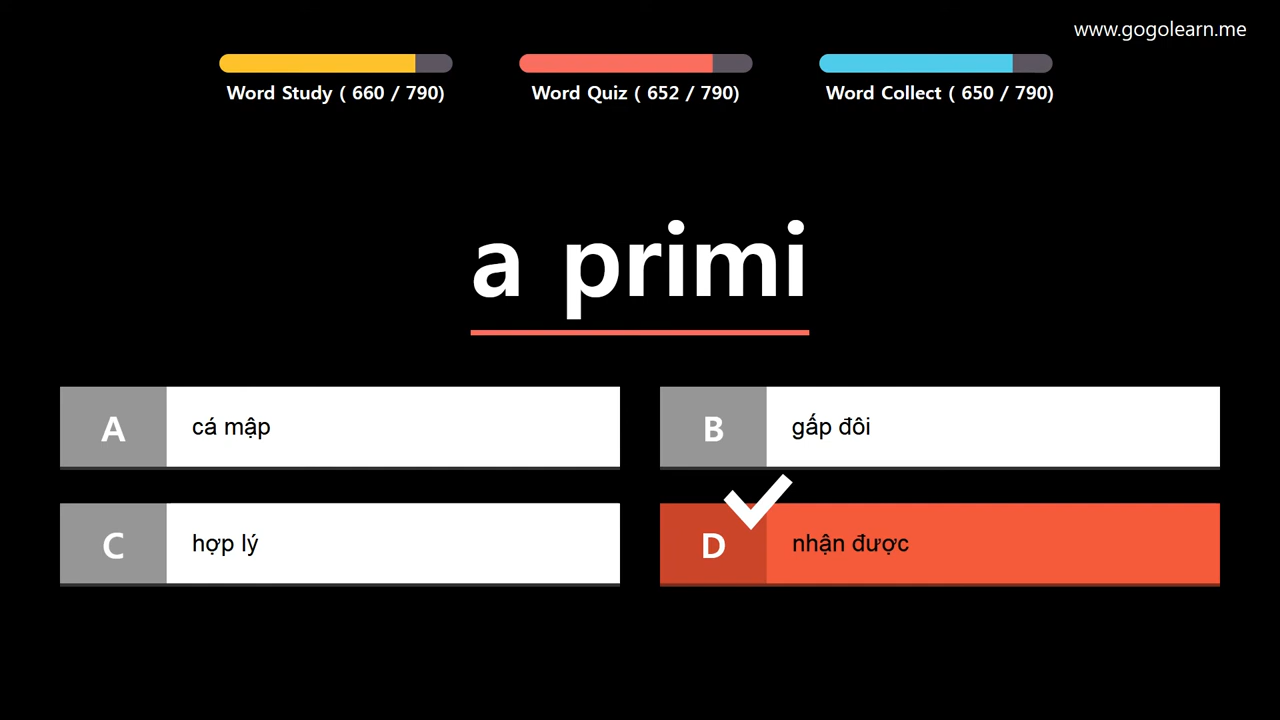 www.gogolearn.me
Word Study ( 660 / 790)
Word Quiz ( 652 / 790)
Word Collect ( 650 / 790)
a primi
A cá mập
B gấp đôi
C hợp lý
D nhận được